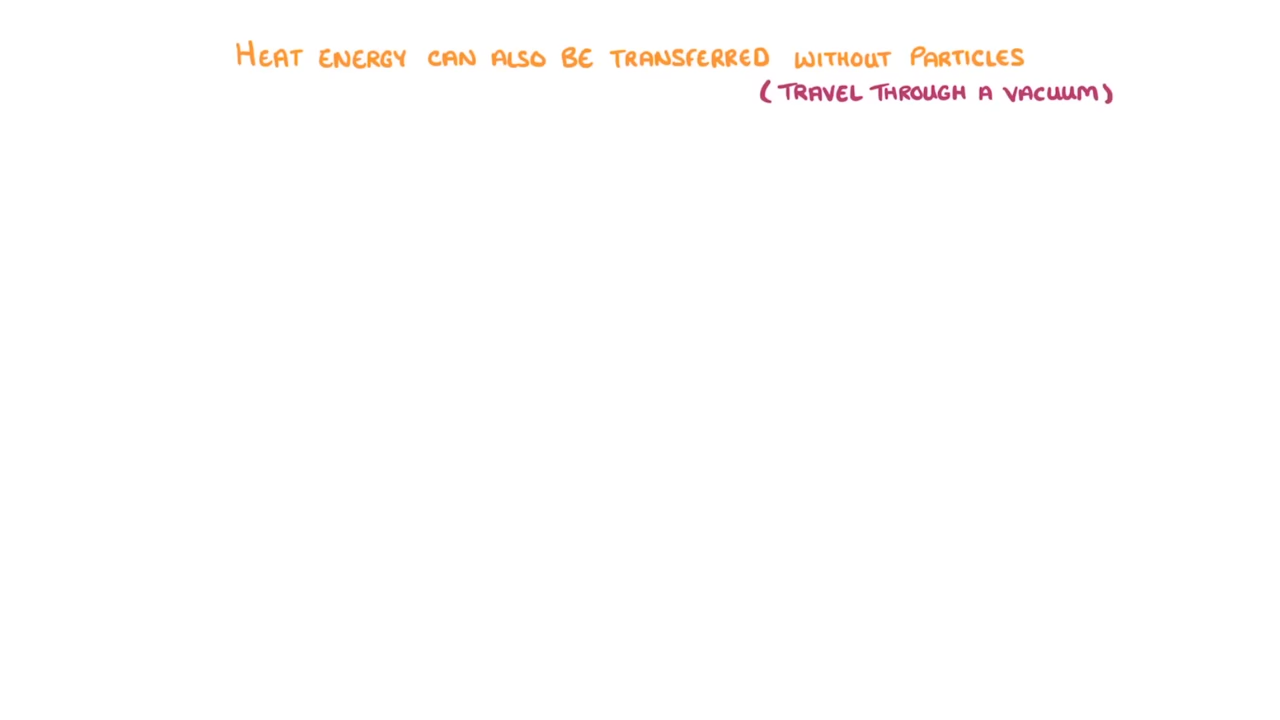 HEAT ENERGY CAN ALSO BE TRANSFERRED WITHOUT PARTICLES
(TRAVEL THROUGH A VACUUM)